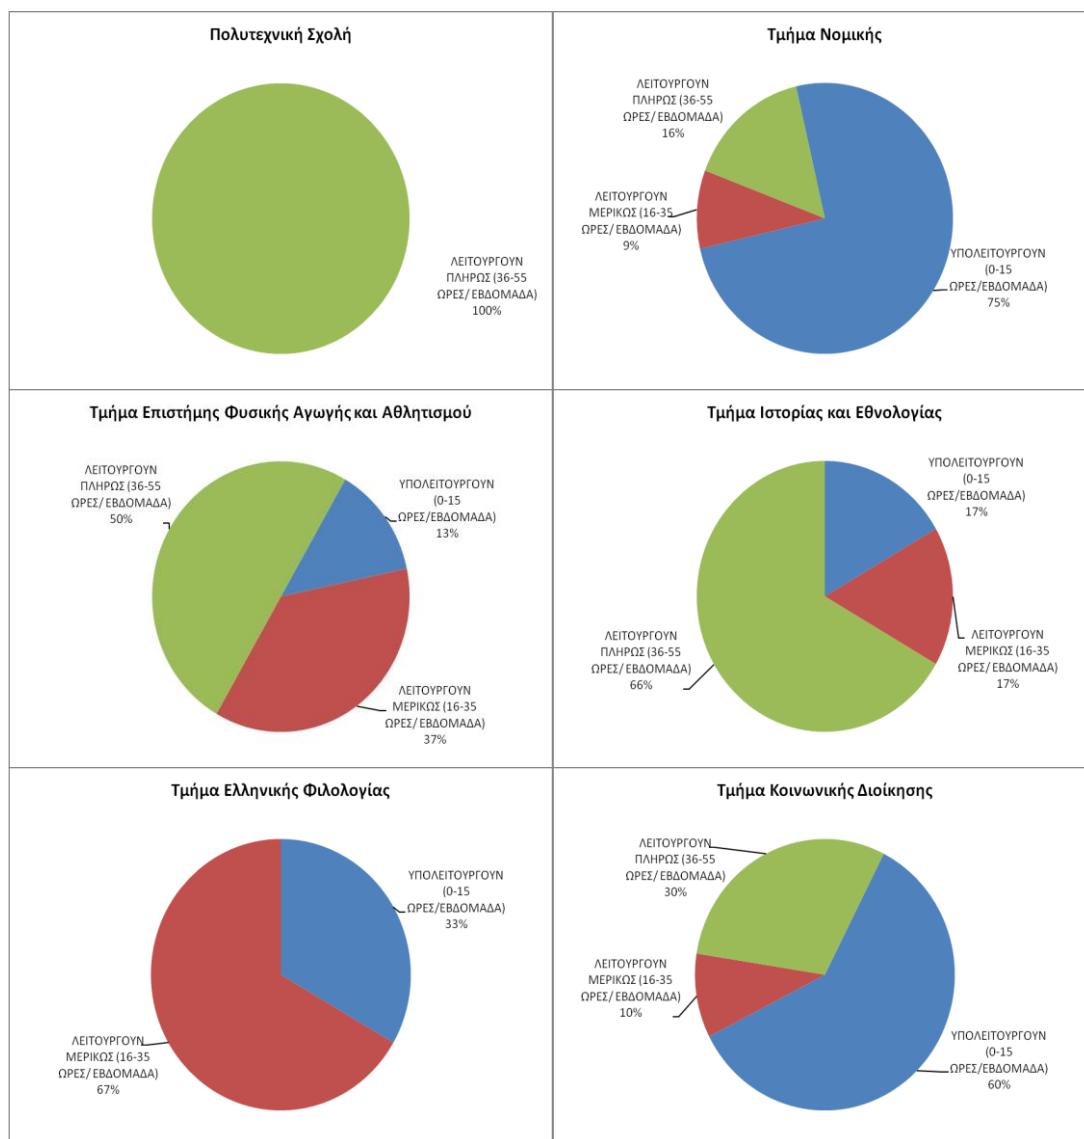 Πολυτεχνική Σχολή
ΛΕΙΤΟΥΡΓΟΥΝ
ΠΛΗΡΩΣ (36-55
ΩΡΕΣ/ΕΒΔΟΜΑΔΑ)
100%
Τμήμα Νομικής
ΛΕΙΤΟΥΡΓΟΥΝ
ΠΛΗΡΩΣ (36-55
ΩΡΕΣ/ΕΒΔΟΜΑΔΑ)
16%
ΛΕΙΤΟΥΡΓΟΥΝ
ΜΕΡΙΚΩΣ (16-35
ΩΡΕΣ/ΕΒΔΟΜΑΔΑ)
9%
ΥΠΟΛΕΙΤΟΥΡΓΟΥΝ
(0-15
ΩΡΕΣ/ΕΒΔΟΜΑΔΑ)
75%
Τμήμα Επιστήμης Φυσικής Αγωγής και Αθλητισμού
ΛΕΙΤΟΥΡΓΟΥΝ
ΠΛΗΡΩΣ (36-55
ΩΡΕΣ/ΕΒΔΟΜΑΔΑ)
50%
ΥΠΟΛΕΙΤΟΥΡΓΟΥΝ
(0-15
ΩΡΕΣ/ΕΒΔΟΜΑΔΑ)
13%
ΛΕΙΤΟΥΡΓΟΥΝ
ΜΕΡΙΚΩΣ (16-35
ΩΡΕΣ/ΕΒΔΟΜΑΔΑ)
37%
Τμήμα Ιστορίας και Εθνολογίας
ΥΠΟΛΕΙΤΟΥΡΓΟΥΝ
(0-15
ΩΡΕΣ/ΕΒΔΟΜΑΔΑ)
17%
ΛΕΙΤΟΥΡΓΟΥΝ
ΠΛΗΡΩΣ (36-55
ΩΡΕΣ/ΕΒΔΟΜΑΔΑ)
66%
ΛΕΙΤΟΥΡΓΟΥΝ
ΜΕΡΙΚΩΣ (16-35
ΩΡΕΣ/ΕΒΔΟΜΑΔΑ)
17%
Τμήμα Ελληνικής Φιλολογίας
ΥΠΟΛΕΙΤΟΥΡΓΟΥΝ
(0-15
ΩΡΕΣ/ΕΒΔΟΜΑΔΑ)
33%
ΛΕΙΤΟΥΡΓΟΥΝ
ΜΕΡΙΚΩΣ (16-35
ΩΡΕΣ/ΕΒΔΟΜΑΔΑ)
67%
Τμήμα Κοινωνικής Διοίκησης
ΛΕΙΤΟΥΡΓΟΥΝ
ΠΛΗΡΩΣ (36-55
ΩΡΕΣ/ΕΒΔΟΜΑΔΑ)
30%
ΛΕΙΤΟΥΡΓΟΥΝ
ΜΕΡΙΚΩΣ (16-35
ΩΡΕΣ/ΕΒΔΟΜΑΔΑ)
10%
ΥΠΟΛΕΙΤΟΥΡΓΟΥΝ
(0-15
ΩΡΕΣ/ΕΒΔΟΜΑΔΑ)
60%